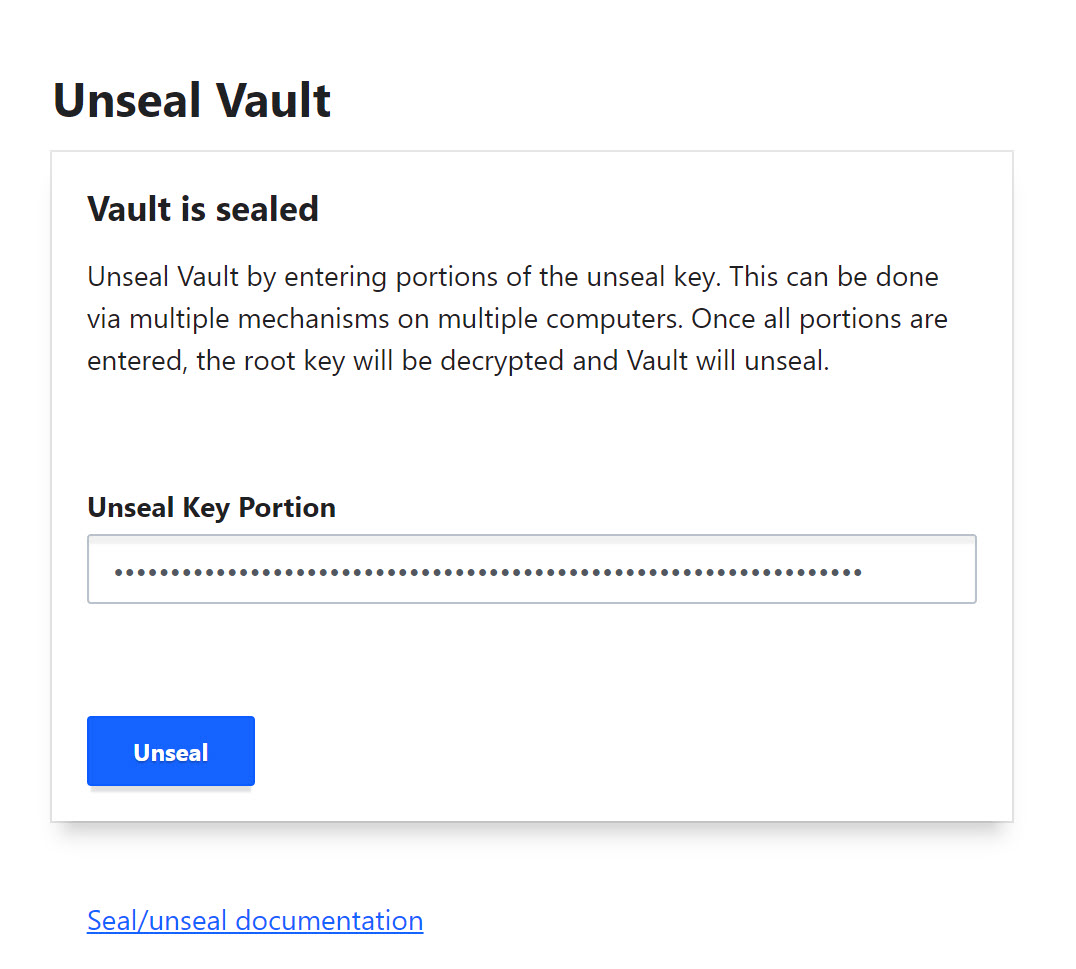 Unseal Vault
Vault is sealed
Unseal Vault by entering portions of the unseal key. This can be done
via multiple mechanisms on multiple computers. Once all portions are
entered, the root key will be decrypted and Vault will unseal.
Unseal Key Portion
••••••••••••••••••••••••••••••••••••••••••••••••••••••••••••••••••
Unseal
Seal/unseal documentation